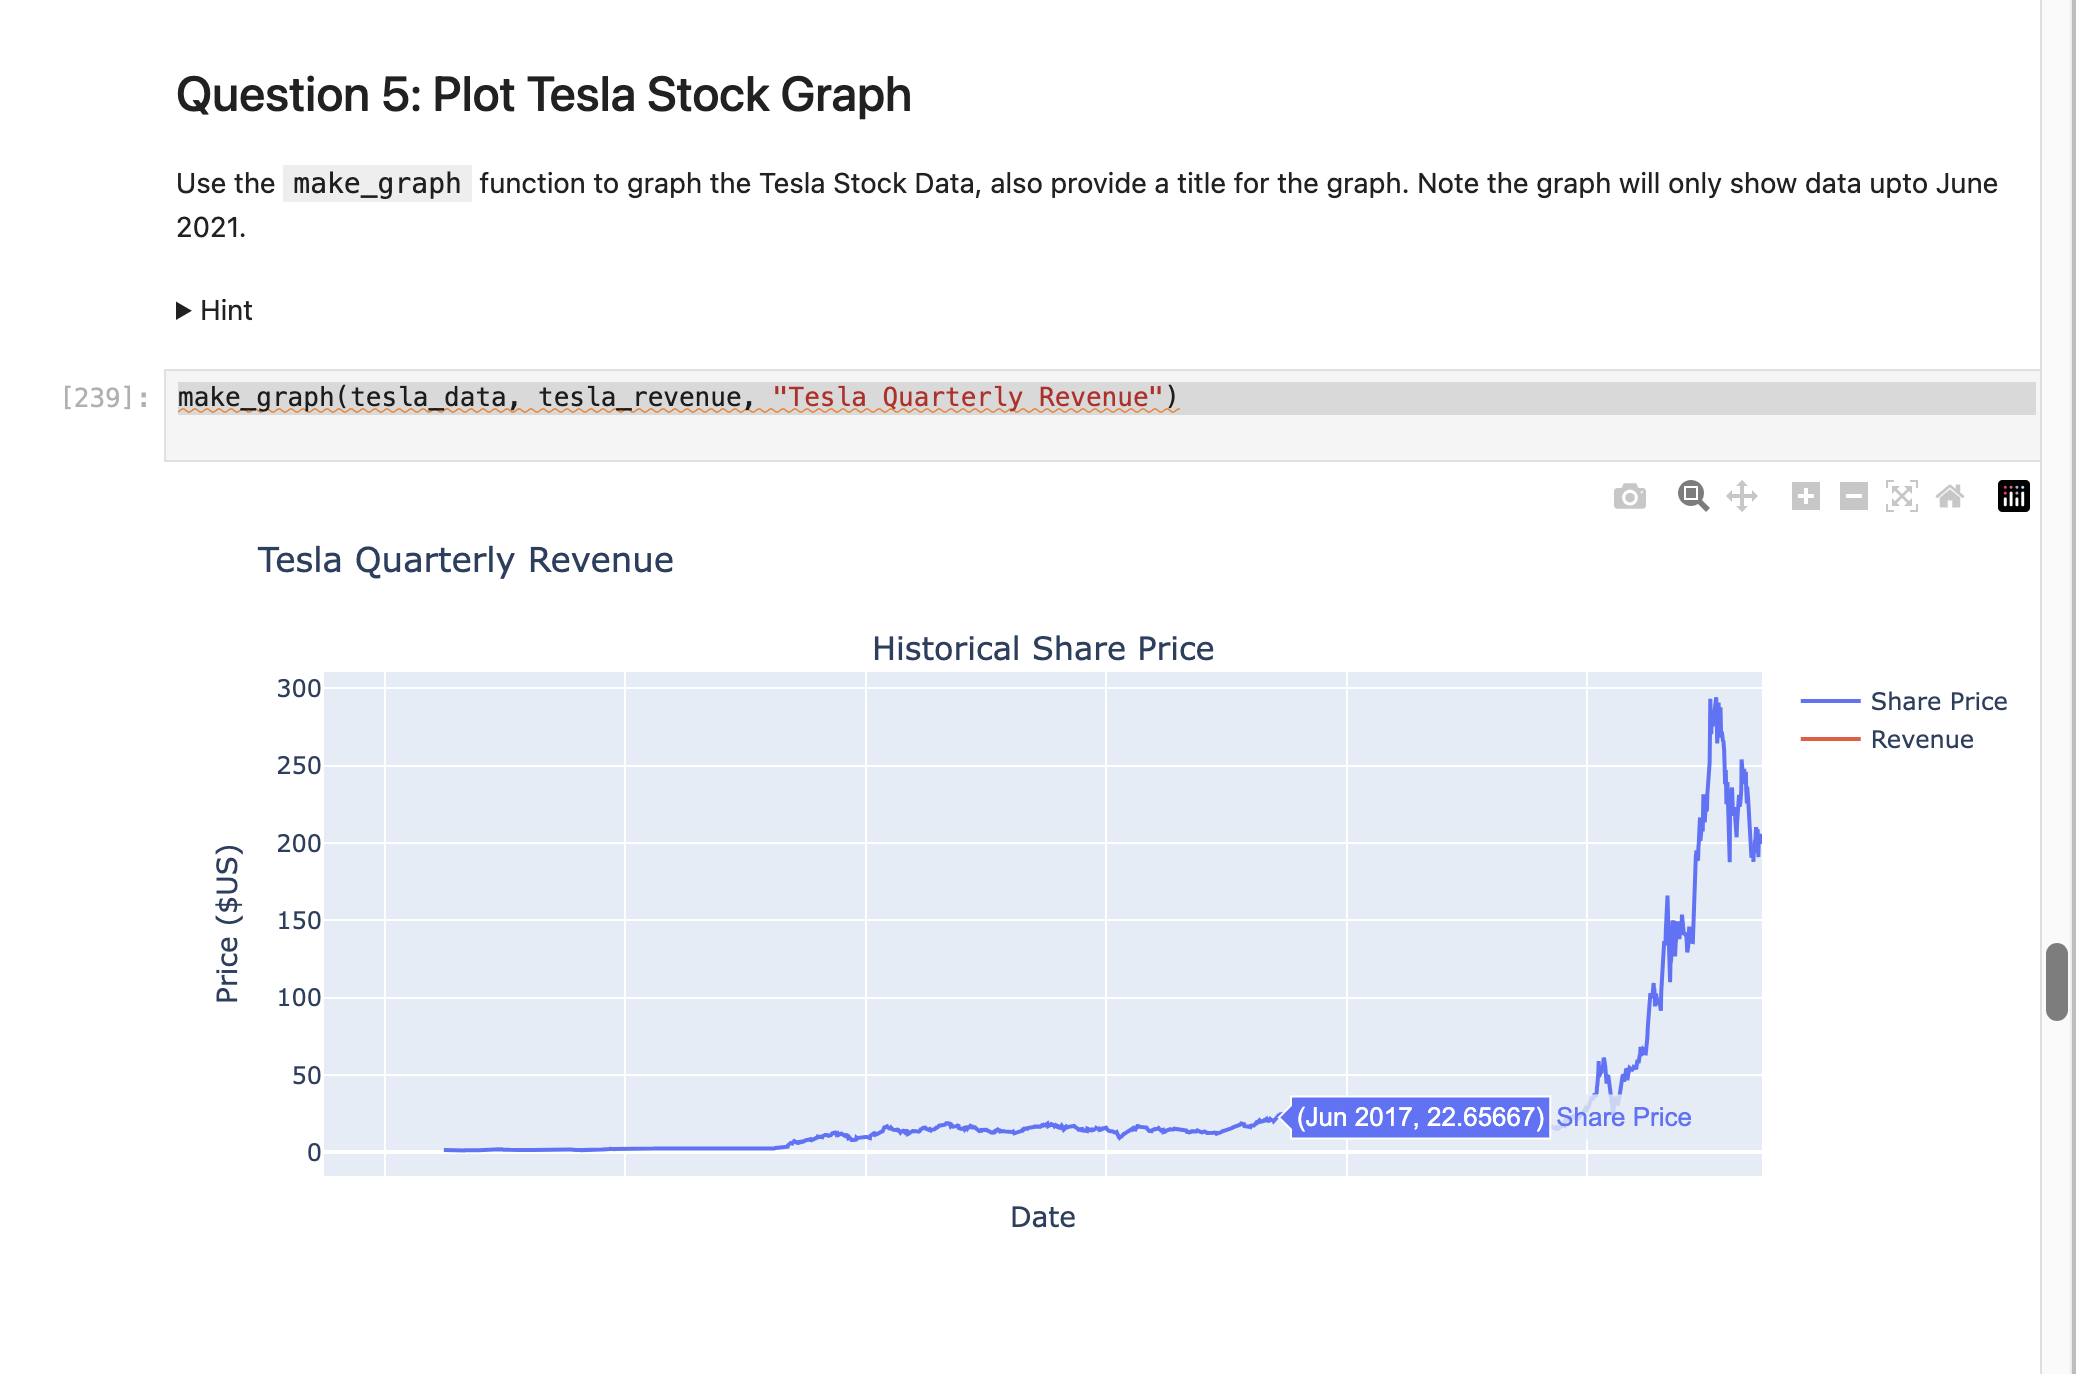 Question 5: Plot Tesla Stock Graph
Use the make_graph function to graph the Tesla Stock Data, also provide a title for the graph. Note the graph will only show data upto June
2021.
Hint
[239]:
make_graph(tesla_data, tesla_revenue, "Tesla Quarterly Revenue")
Tesla Quarterly Revenue
Historical Share Price
300
250
200
150
100
50
0
Price ($US)
Share Price
Revenue
(Jun 2017, 22.65667)
Share Price
Date